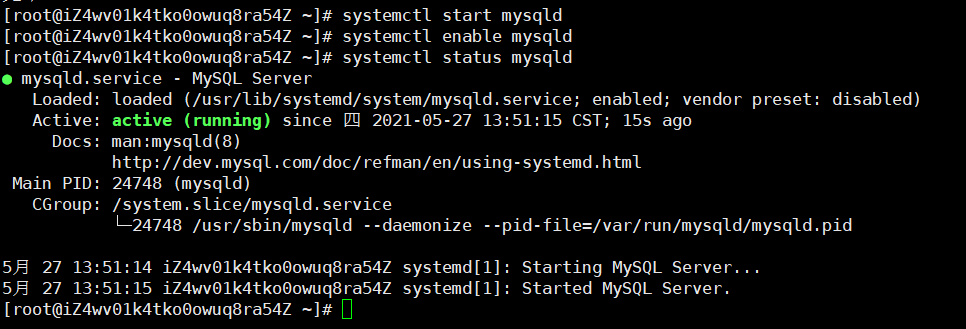 [root@iZ4wv01k4tko0owuq8ra54Z ~]# systemctl start mysqld
[root@iZ4wv01k4tko0owuq8ra54Z ~]# systemctl enable mysqld
[root@iZ4wv01k4tko0owuq8ra54Z ~]# systemctl status mysqld
● mysqld.service - MySQL Server
   Loaded: loaded (/usr/lib/systemd/system/mysqld.service; enabled; vendor preset: disabled)
   Active: active (running) since 四 2021-05-27 13:51:15 CST; 15s ago
     Docs: man:mysqld(8)
           http://dev.mysql.com/doc/refman/en/using-systemd.html
 Main PID: 24748 (mysqld)
   CGroup: /system.slice/mysqld.service
           └─24748 /usr/sbin/mysqld --daemonize --pid-file=/var/run/mysqld/mysqld.pid
5月 27 13:51:14 iZ4wv01k4tko0owuq8ra54Z systemd[1]: Starting MySQL Server...
5月 27 13:51:15 iZ4wv01k4tko0owuq8ra54Z systemd[1]: Started MySQL Server.
[root@iZ4wv01k4tko0owuq8ra54Z ~]#